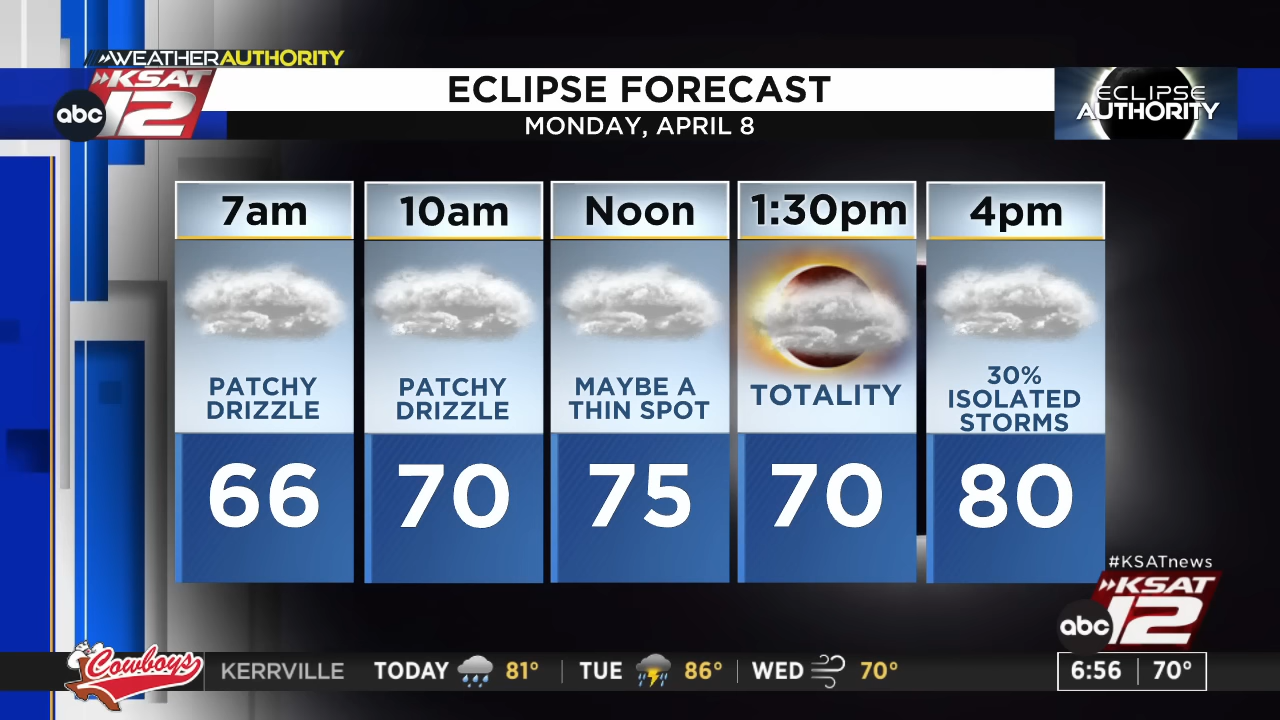 WEATHERAUTHORITY
KSAT
abc 12
ECLIPSE FORECAST
MONDAY, APRIL 8
ECLIPSE
AUTHORITY
7am
PATCHY
DRIZZLE
66
10am
PATCHY
DRIZZLE
70
Noon
MAYBE A
THIN SPOT
75
1:30pm
TOTALITY
70
4pm
30%
ISOLATED
STORMS
80
#KSATnews
KSAT
abc 12
Cowboys KERRVILLE TODAY 81° TUE 86° WED 70° 6:56 70°